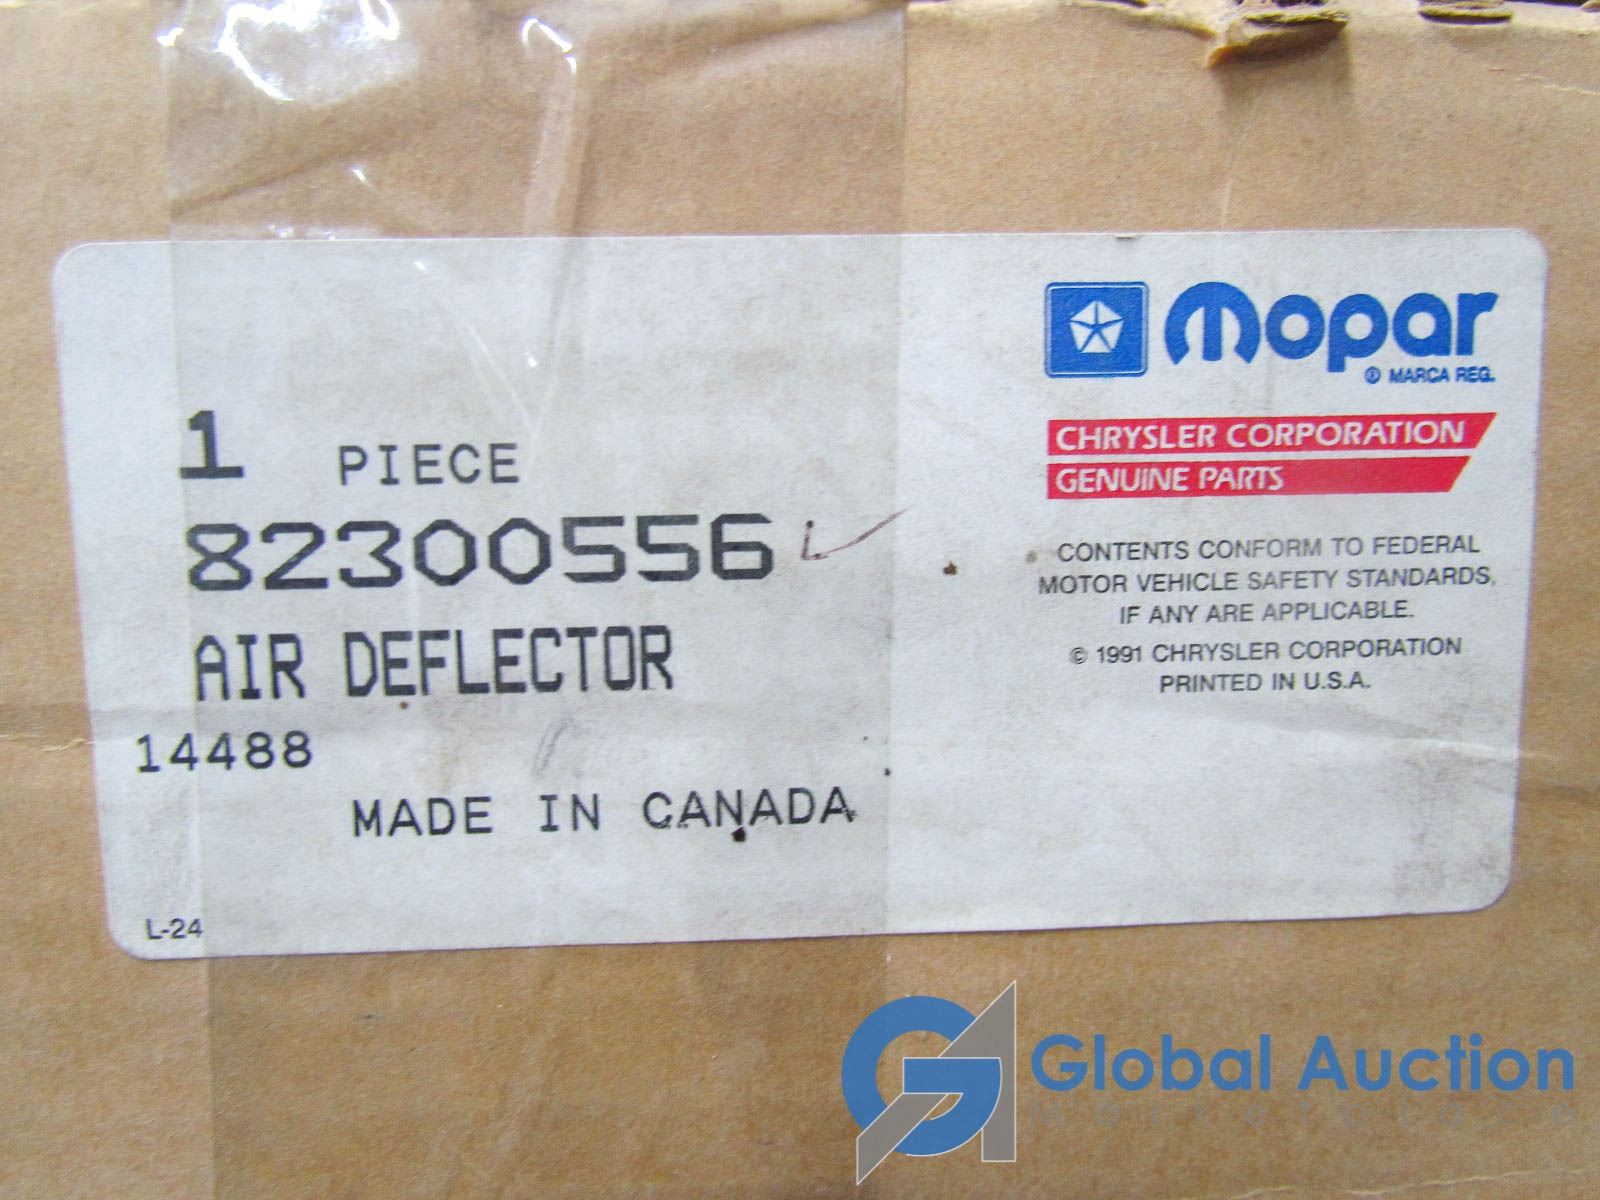 1 PIECE
82300556
AIR DEFLECTOR
14488
MADE IN CANADA
L-24
Mopar
® MARCA REG.
CHRYSLER CORPORATION
GENUINE PARTS
CONTENTS CONFORM TO FEDERAL
MOTOR VEHICLE SAFETY STANDARDS,
IF ANY ARE APPLICABLE.
© 1991 CHRYSLER CORPORATION
PRINTED IN U.S.A.
Global Auction
Marketplace